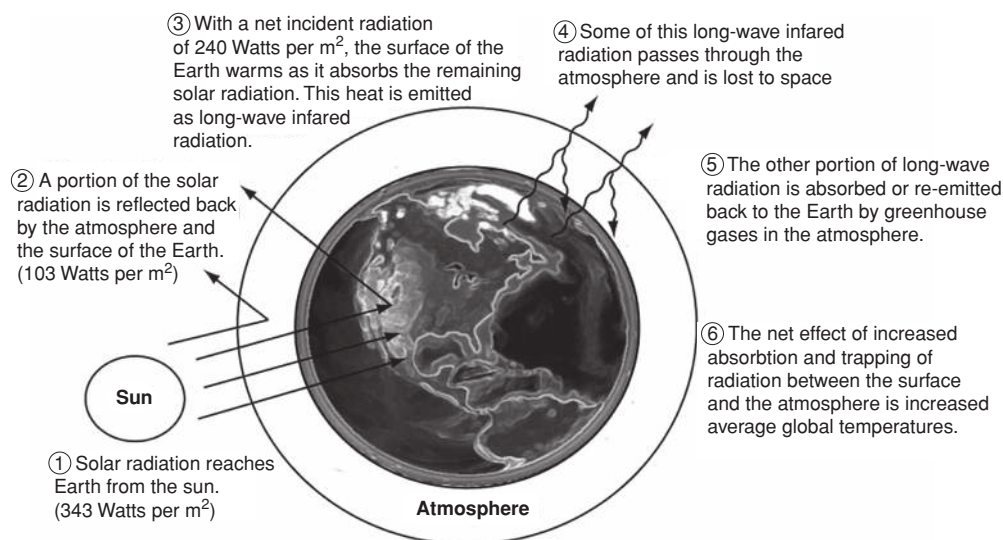 ① Solar radiation reaches
Earth from the sun.
(343 Watts per m²)
② A portion of the solar
radiation is reflected back
by the atmosphere and
the surface of the Earth.
(103 Watts per m²)
③ With a net incident radiation
of 240 Watts per m², the surface of the
Earth warms as it absorbs the remaining
solar radiation. This heat is emitted
as long-wave infared
radiation.
④ Some of this long-wave infared
radiation passes through the
atmosphere and is lost to space
⑤ The other portion of long-wave
radiation is absorbed or re-emitted
back to the Earth by greenhouse
gases in the atmosphere.
⑥ The net effect of increased
absorbtion and trapping of
radiation between the surface
and the atmosphere is increased
average global temperatures.
Sun
Atmosphere